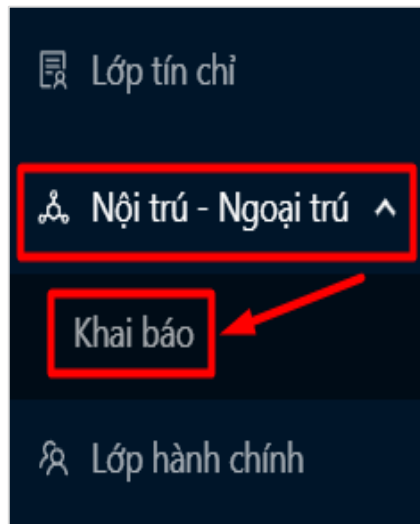 Lớp tín chỉ
Nội trú - Ngoại trú
Khai báo
Lớp hành chính